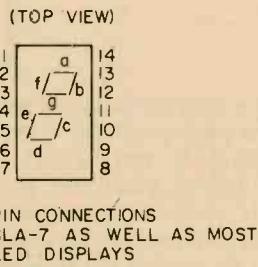 (TOP VIEW)
1 14
2 a 13
3 f b 12
4 g 11
5 e c 10
6 d 9
7 8
PIN CONNECTIONS
SLA-7 AS WELL AS MOST
LED DISPLAYS